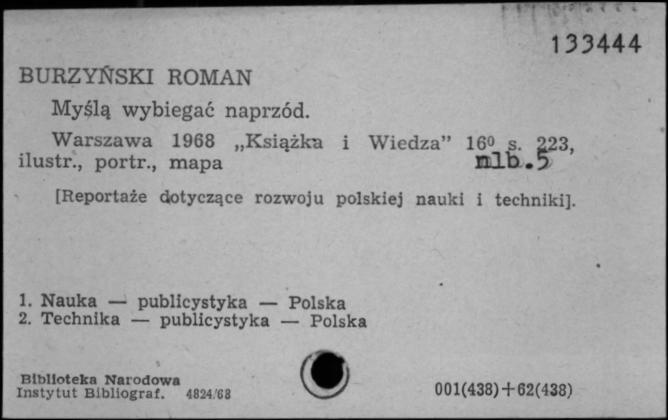 133444
BURZYŃSKI ROMAN
Myślą wybiegać naprzód.
Warszawa 1968 „Książka i Wiedza” 16⁰ s. 223,
ilustr., portr., mapa nlb.5
[Reportaże dotyczące rozwoju polskiej nauki i techniki].
1. Nauka — publicystyka — Polska
2. Technika — publicystyka — Polska
Biblioteka Narodowa
Instytut Bibliograf. 4824/68 001(438)+62(438)